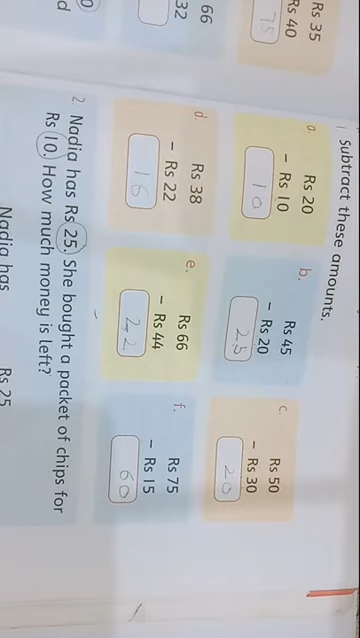 Rs 35
Rs 40
75
66
32
1 Subtract these amounts.
a. Rs 20
− Rs 10
10
b. Rs 45
− Rs 20
25
c. Rs 50
− Rs 30
20
d. Rs 38
− Rs 22
16
e. Rs 66
− Rs 44
22
f. Rs 75
− Rs 15
60
2. Nadia has Rs 25. She bought a packet of chips for
Rs 10. How much money is left?
Nadia has Rs 25